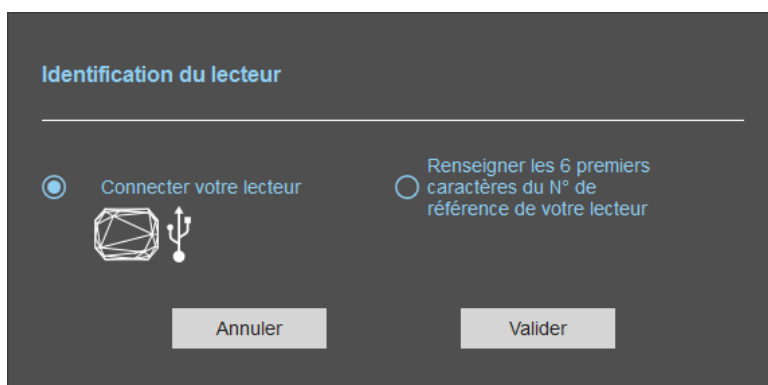 Identification du lecteur
Connecter votre lecteur
Renseigner les 6 premiers
caractères du N° de
référence de votre lecteur
Annuler
Valider